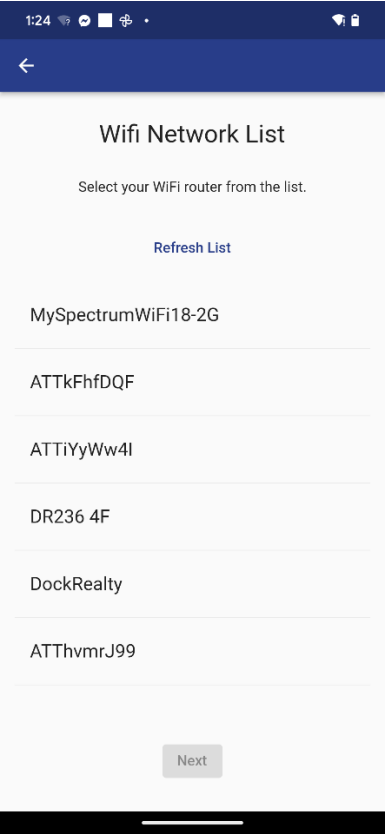 1:24
Wifi Network List
Select your WiFi router from the list.
Refresh List
MySpectrumWiFi18-2G
ATTkFhfDQF
ATTiYyWw4I
DR236 4F
DockRealty
ATThvmrJ99
Next